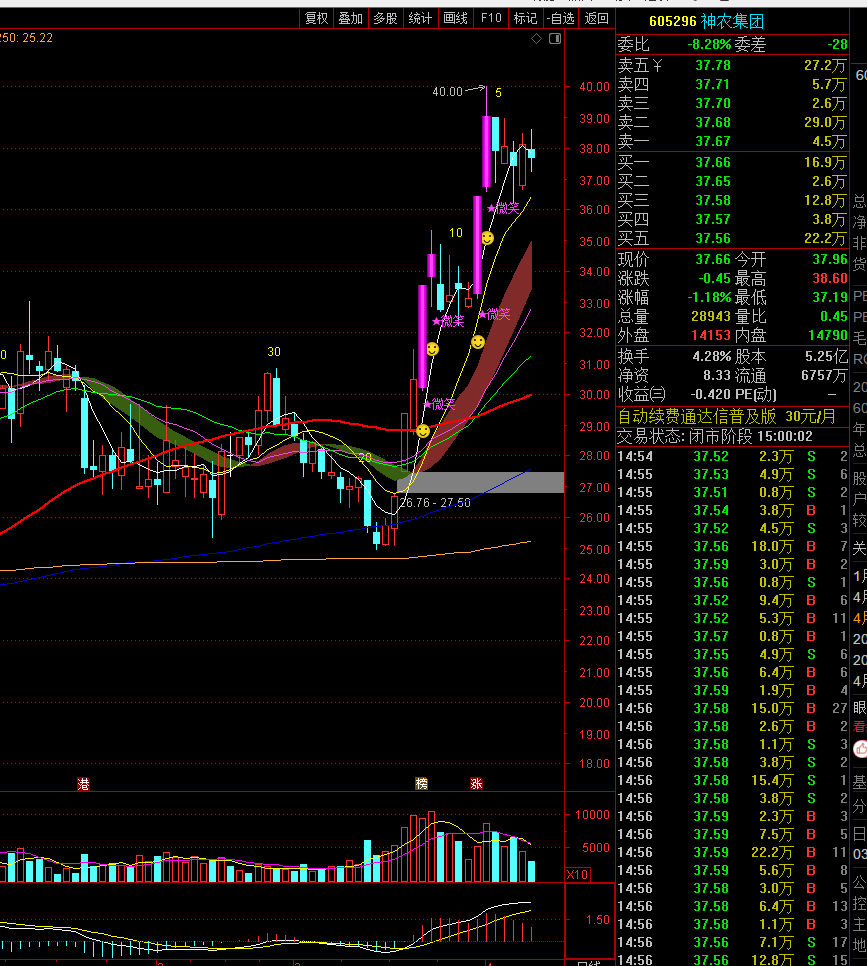 复权 叠加 多股 统计 画线 F10 标记 -自选 返回
250: 25.22
605296 神农集团
委比 -8.28% 委差 -28
卖五 ¥ 37.78 27.2万
卖四 37.71 5.7万
卖三 37.70 2.6万
卖二 37.68 29.0万
卖一 37.67 4.5万
买一 37.66 16.9万
买二 37.65 2.6万
买三 37.58 12.8万
买四 37.57 3.8万
买五 37.56 22.2万
现价 37.66 今开 37.96
涨跌 -0.45 最高 38.60
涨幅 -1.18% 最低 37.19
总量 28943 量比 0.45
外盘 14153 内盘 14790
换手 4.28% 股本 5.25亿
净资 8.33 流通 6757万
收益㈢ -0.420 PE(动) –
自动续费通达信普及版 30元/月
交易状态: 闭市阶段 15:00:02
14:54 37.52 2.3万 S 2
14:55 37.53 4.9万 S 6
14:55 37.51 0.8万 S 2
14:55 37.54 3.8万 B 1
14:55 37.52 4.5万 S 3
14:55 37.56 18.0万 B 7
14:55 37.59 3.0万 B 2
14:55 37.56 0.8万 S 1
14:55 37.52 9.4万 B 6
14:55 37.52 5.3万 B 11
14:55 37.57 0.8万 B 1
14:55 37.55 4.9万 S 6
14:55 37.56 6.4万 B 6
14:55 37.59 1.9万 B 4
14:56 37.58 15.0万 B 27
14:56 37.58 2.6万 B 2
14:56 37.58 1.1万 S 3
14:56 37.58 3.8万 S 2
14:56 37.58 15.4万 S 1
14:56 37.58 3.8万 S 2
14:56 37.59 2.3万 B 3
14:56 37.59 7.5万 B 5
14:56 37.59 22.2万 B 11
14:56 37.59 5.6万 B 8
14:56 37.58 3.0万 B 5
14:56 37.58 6.4万 B 13
14:56 37.58 1.1万 B 3
14:56 37.56 7.1万 S 17
14:56 37.56 12.8万 S 15
40.00
39.00
38.00
37.00
36.00
35.00
34.00
33.00
32.00
31.00
30.00
29.00
28.00
27.00
26.00
25.00
24.00
23.00
22.00
21.00
20.00
19.00
18.00
40.00
5
微笑
10
微笑
微笑
0
30
微笑
20
26.76 - 27.50
港
榜
涨
10000
5000
X10
1.50